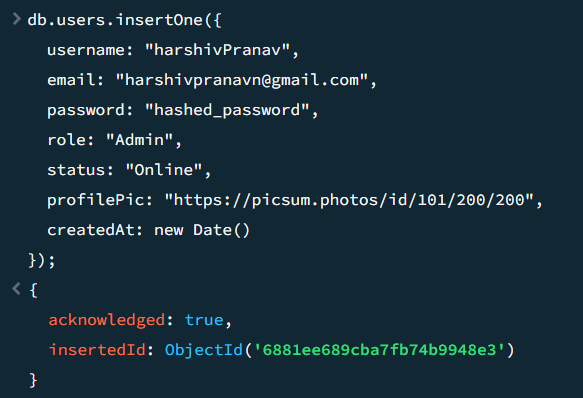 > db.users.insertOne({
username: "harshivPranav",
email: "harshivpranavn@gmail.com",
password: "hashed_password",
role: "Admin",
status: "Online",
profilePic: "https://picsum.photos/id/101/200/200",
createdAt: new Date()
});
< {
acknowledged: true,
insertedId: ObjectId('6881ee689cba7fb74b9948e3')
}